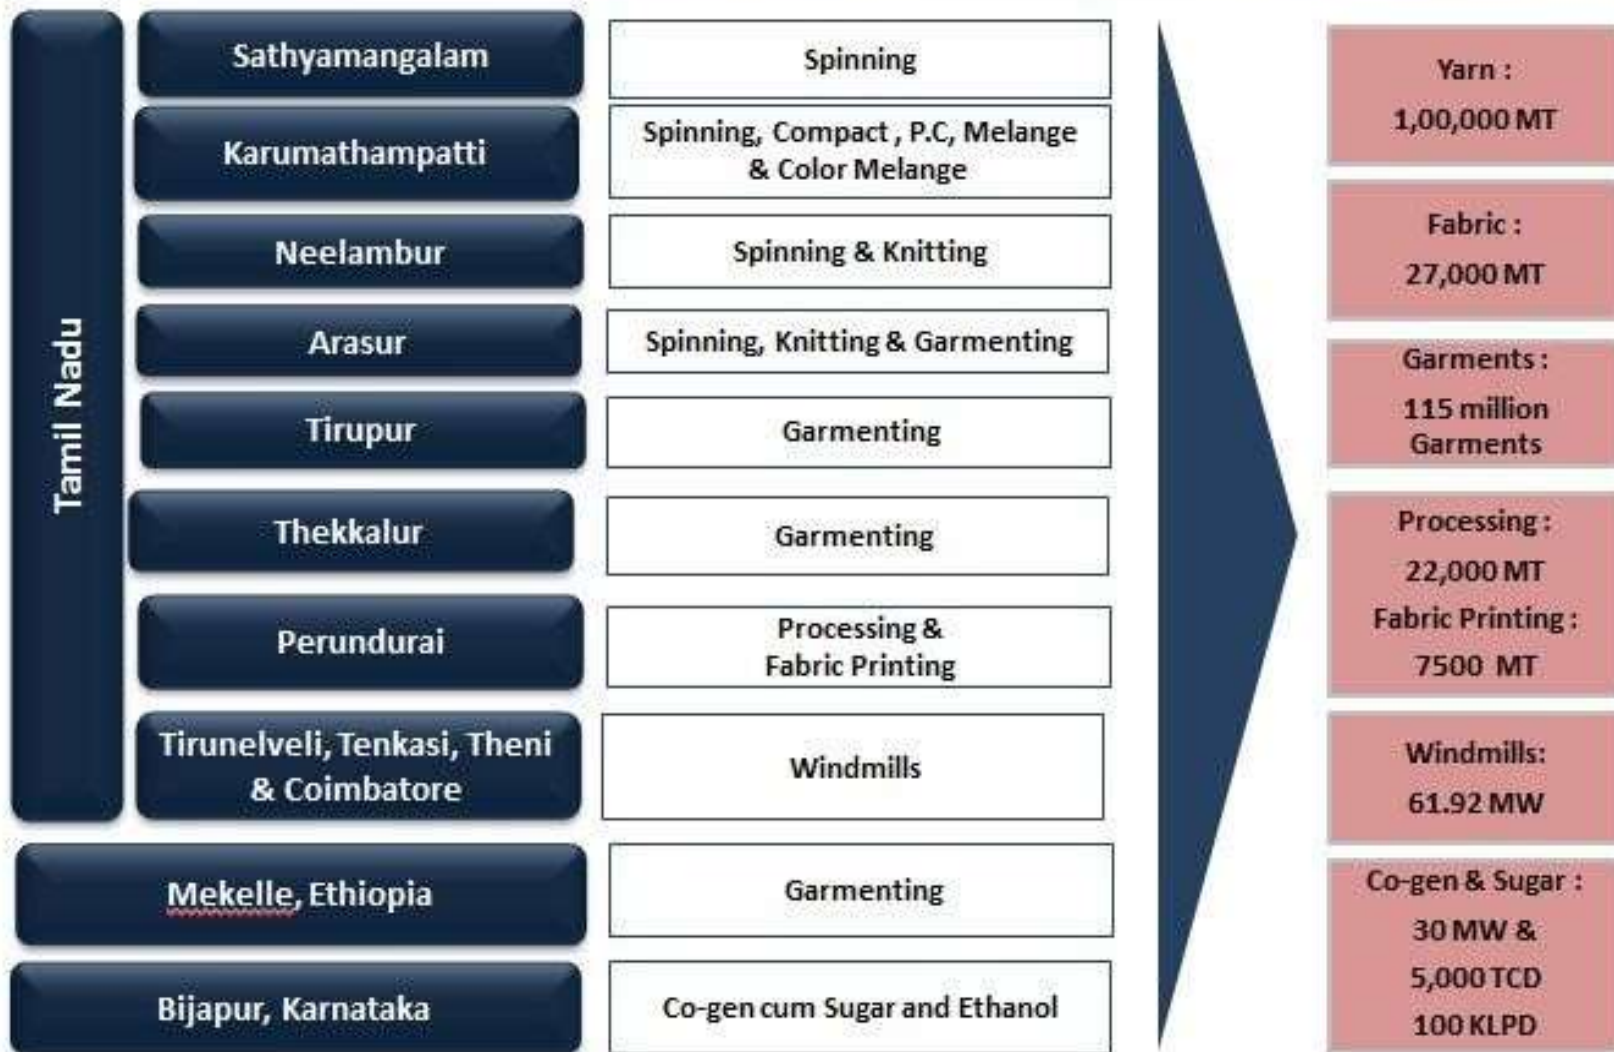 Tamil Nadu
Sathyamangalam
Spinning
Karumathampatti
Spinning, Compact , P.C, Melange
& Color Melange
Neelambur
Spinning & Knitting
Arasur
Spinning, Knitting & Garmenting
Tirupur
Garmenting
Thekkalur
Garmenting
Perundurai
Processing &
Fabric Printing
Tirunelveli, Tenkasi, Theni
& Coimbatore
Windmills
Mekelle, Ethiopia
Garmenting
Bijapur, Karnataka
Co-gen cum Sugar and Ethanol
Yarn :
1,00,000 MT
Fabric :
27,000 MT
Garments :
115 million
Garments
Processing :
22,000 MT
Fabric Printing :
7500 MT
Windmills:
61.92 MW
Co-gen & Sugar :
30 MW &
5,000 TCD
100 KLPD